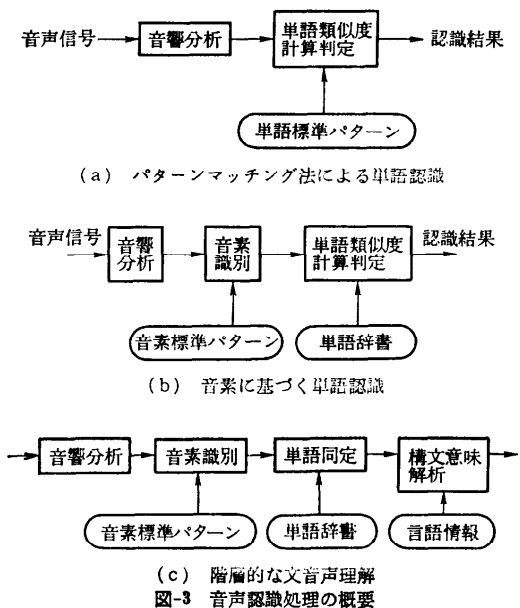 音声信号 音響分析 単語類似度 計算判定 認識結果
単語標準パターン
(a) パターンマッチング法による単語認識
音声信号 音響 分析 音素 識別 単語類似度 計算判定 認識結果
音素標準パターン 単語辞書
(b) 音素に基づく単語認識
音響分析 音素識別 単語同定 構文意味 解析
音素標準パターン 単語辞書 言語情報
(c) 階層的な文音声理解
図-3 音声認識処理の概要